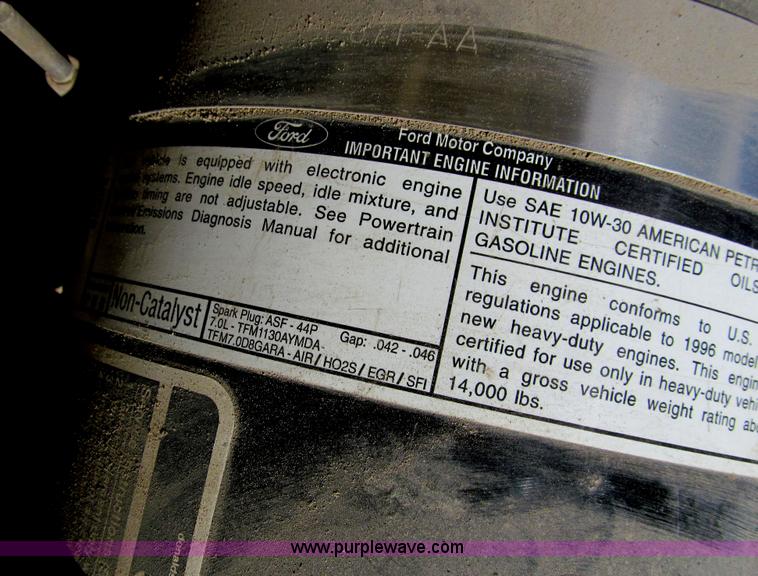 AA
Ford
Ford Motor Company
IMPORTANT ENGINE INFORMATION
is equipped with electronic engine
systems. Engine idle speed, idle mixture, and
timing are not adjustable. See Powertrain
Emissions Diagnosis Manual for additional
Use SAE 10W-30 AMERICAN PETR
INSTITUTE CERTIFIED OILS
GASOLINE ENGINES.
This engine conforms to U.S.
regulations applicable to 1996 model
new heavy-duty engines. This engin
certified for use only in heavy-duty vehi
with a gross vehicle weight rating abo
14,000 lbs.
Non-Catalyst
Spark Plug: ASF - 44P Gap: .042 - .046
7.0L - TFM1130AYMDA
TFM7.0D8GARA - AIR / HO2S / EGR / SFI
www.purplewave.com